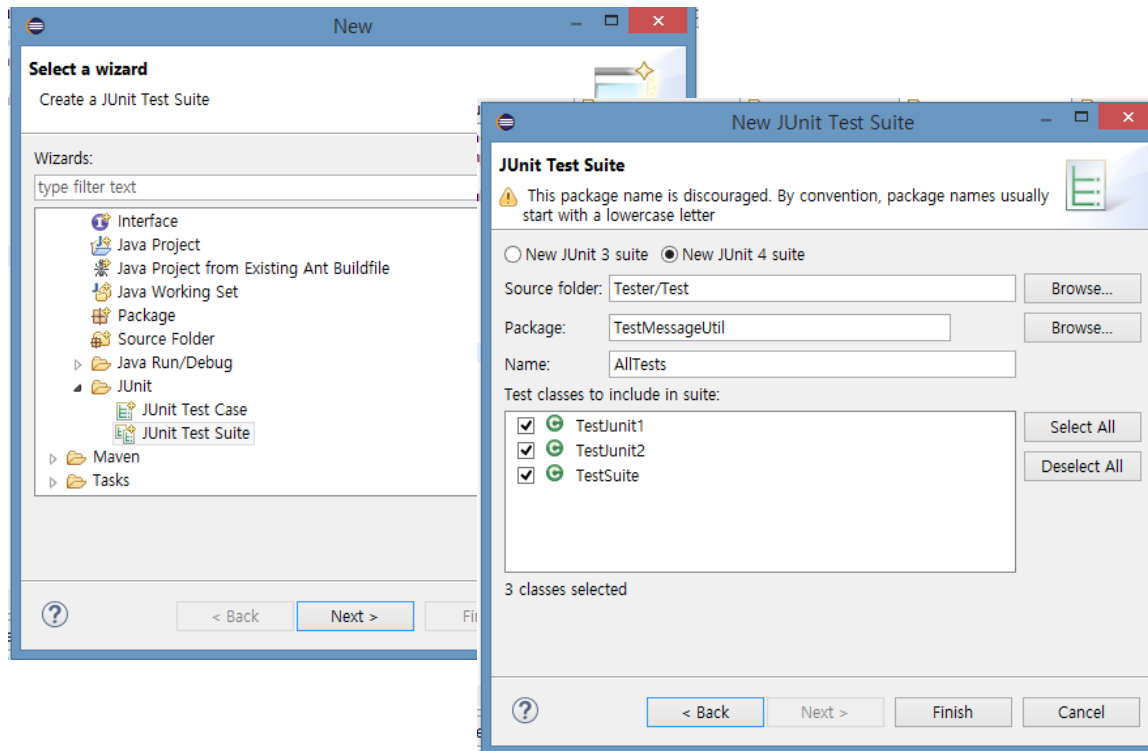 New
Select a wizard
Create a JUnit Test Suite
Wizards:
type filter text
Interface
Java Project
Java Project from Existing Ant Buildfile
Java Working Set
Package
Source Folder
Java Run/Debug
JUnit
JUnit Test Case
JUnit Test Suite
Maven
Tasks
< Back
Next >
New JUnit Test Suite
JUnit Test Suite
This package name is discouraged. By convention, package names usually
start with a lowercase letter
New JUnit 3 suite New JUnit 4 suite
Source folder: Tester/Test Browse...
Package: TestMessageUtil Browse...
Name: AllTests
Test classes to include in suite:
TestJunit1 Select All
TestJunit2
TestSuite Deselect All
3 classes selected
< Back Next > Finish Cancel